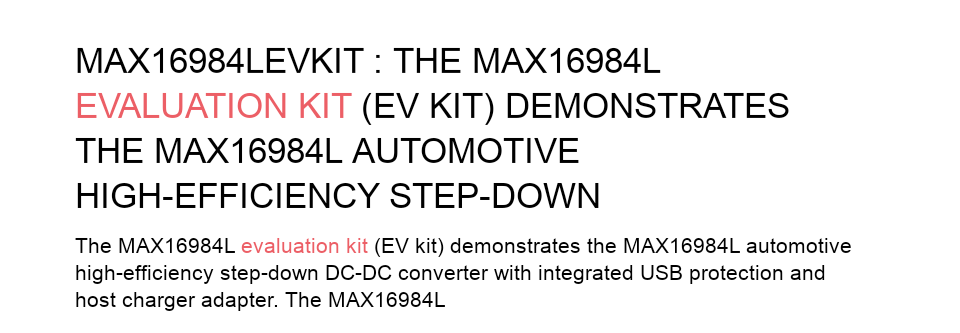 MAX16984LEVKIT : THE MAX16984L
EVALUATION KIT (EV KIT) DEMONSTRATES
THE MAX16984L AUTOMOTIVE
HIGH-EFFICIENCY STEP-DOWN
The MAX16984L evaluation kit (EV kit) demonstrates the MAX16984L automotive
high-efficiency step-down DC-DC converter with integrated USB protection and
host charger adapter. The MAX16984L